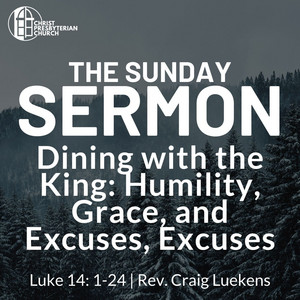 CHRIST
PRESBYTERIAN
CHURCH
THE SUNDAY
SERMON
Dining with the
King: Humility,
Grace, and
Excuses, Excuses
Luke 14: 1-24 | Rev. Craig Luekens